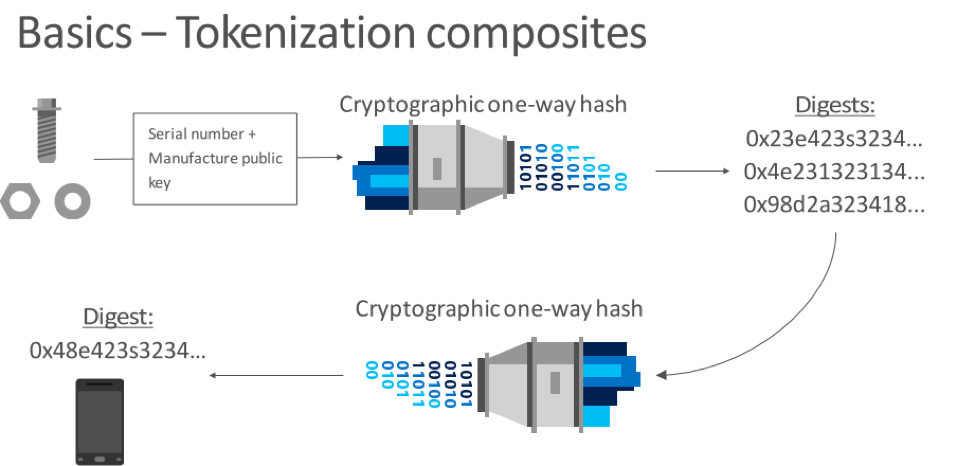 Basics – Tokenization composites
Cryptographic one-way hash
Serial number +
Manufacture public
key
10101
01010
00100
11011
0101
010
00
Digests:
0x23e423s3234...
0x4e231323134...
0x98d2a323418...
Cryptographic one-way hash
Digest:
0x48e423s3234...
00
010
0101
11011
00100
01010
10101